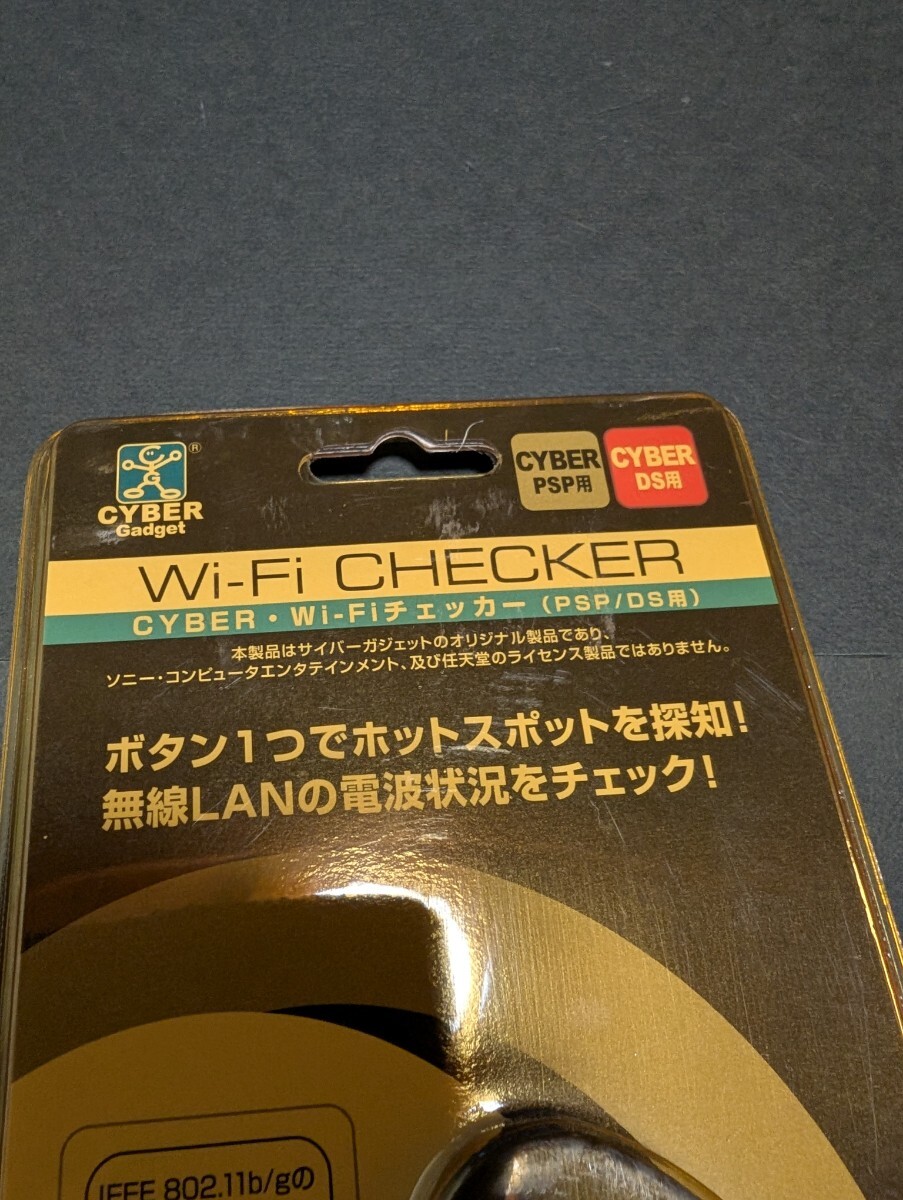 ®
CYBER
Gadget
CYBER
PSP用
CYBER
DS用
Wi-Fi CHECKER
CYBER・Wi-Fiチェッカー(PSP/DS用)
本製品はサイバーガジェットのオリジナル製品であり、
ソニー・コンピュータエンタテインメント、及び任天堂のライセンス製品ではありません。
ボタン1つでホットスポットを探知!
無線LANの電波状況をチェック!
IEEE 802.11b/gの